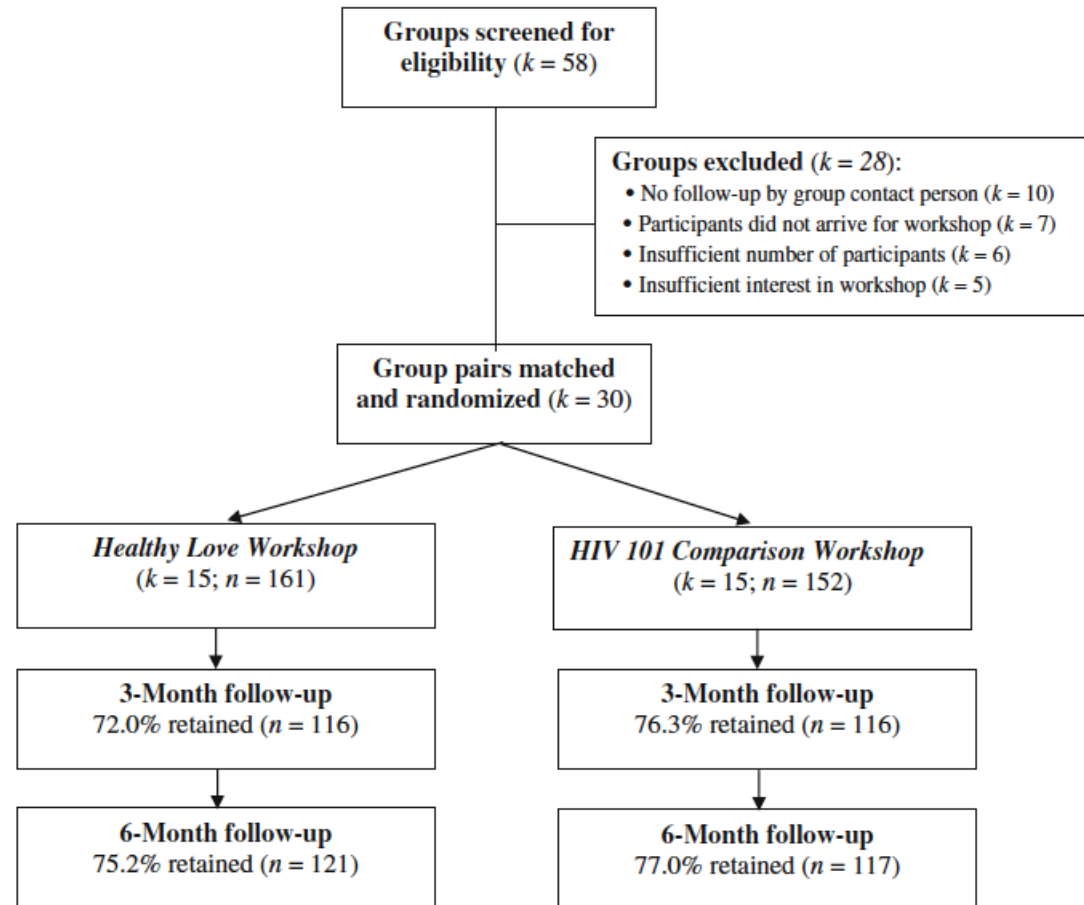 Groups screened for
eligibility (k = 58)
Groups excluded (k = 28):
• No follow-up by group contact person (k = 10)
• Participants did not arrive for workshop (k = 7)
• Insufficient number of participants (k = 6)
• Insufficient interest in workshop (k = 5)
Group pairs matched
and randomized (k = 30)
Healthy Love Workshop
(k = 15; n = 161)
HIV 101 Comparison Workshop
(k = 15; n = 152)
3-Month follow-up
72.0% retained (n = 116)
3-Month follow-up
76.3% retained (n = 116)
6-Month follow-up
75.2% retained (n = 121)
6-Month follow-up
77.0% retained (n = 117)